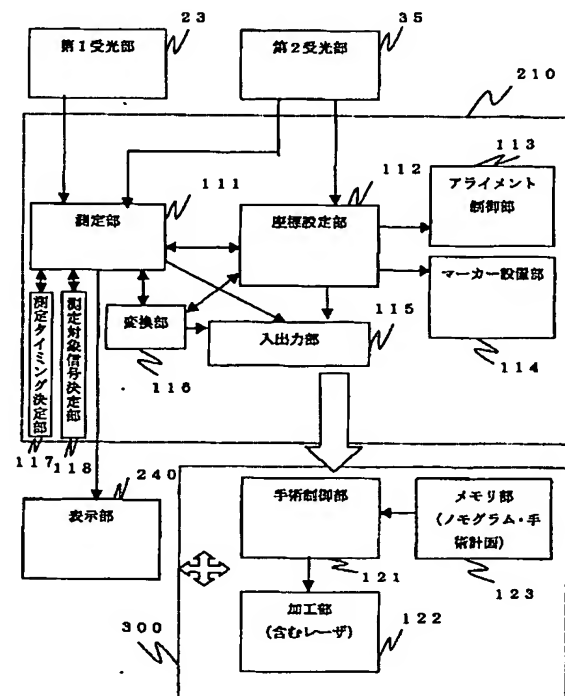 23
35
第1受光部
第2受光部
210
113
アライメント
制御部
111
112
測定部
座標設定部
マーカー設置部
測定タイミング決定部
測定対象信号決定部
変換部
115
入出力部
116
114
117
118
240
表示部
手術制御部
メモリ部
(ノモグラム・手
術計画)
121
123
加工部
(含むレーザ)
300
122